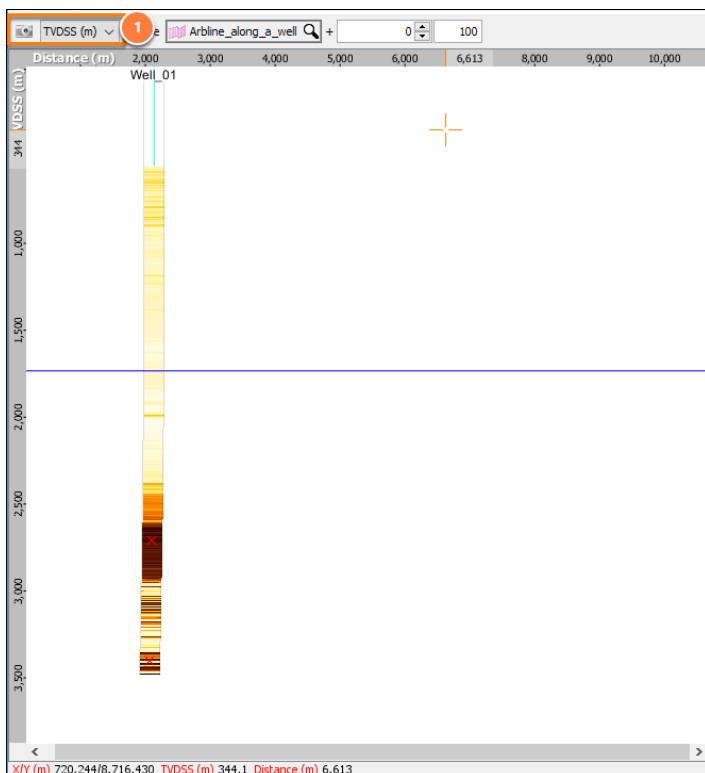 TVDSS (m) 1 e Arbline_along_a_well + 0 100
Distance (m) 2,000 3,000 4,000 5,000 6,000 6,613 8,000 9,000 10,000
Well_01
VDSS (m)
344
1,000
1,500
2,000
2,500
3,000
3,500
X/Y (m) 720,244/8,716,430 TVDSS (m) 344.1 Distance (m) 6,613